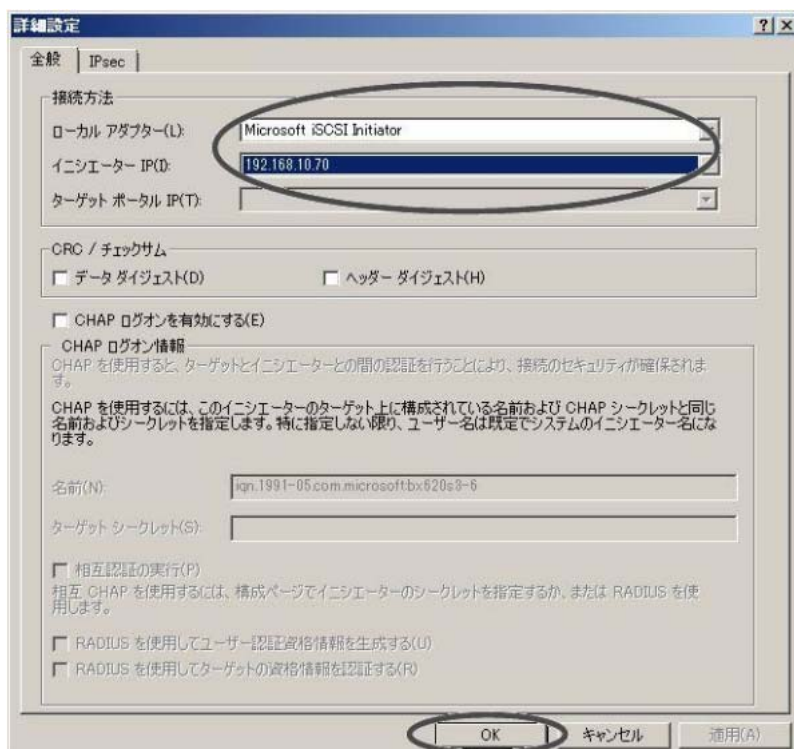 詳細設定
全般
IPsec
接続方法
ローカル アダプター(L):
Microsoft iSCSI Initiator
イニシエーター IP(I):
192.168.10.70
ターゲット ポータル IP(T):
CRC / チェックサム
データ ダイジェスト(D)
ヘッダー ダイジェスト(H)
CHAP ログオンを有効にする(E)
CHAP ログオン情報
CHAP を使用すると、ターゲットとイニシエーターとの間の認証を行うことにより、接続のセキュリティが確保されま
す。
CHAP を使用するには、このイニシエーターのターゲット上に構成されている名前および CHAP シークレットと同じ
名前およびシークレットを指定します。特に指定しない限り、ユーザー名は既定でシステムのイニシエーター名にな
ります。
名前(N):
iqn.1991-05.com.microsoft:bx620s3-6
ターゲット シークレット(S):
相互認証の実行(P)
相互 CHAP を使用するには、構成ページでイニシエーターのシークレットを指定するか、または RADIUS を使
用します。
RADIUS を使用してユーザー認証資格情報を生成する(U)
RADIUS を使用してターゲットの資格情報を認証する(R)
OK
キャンセル
適用(A)